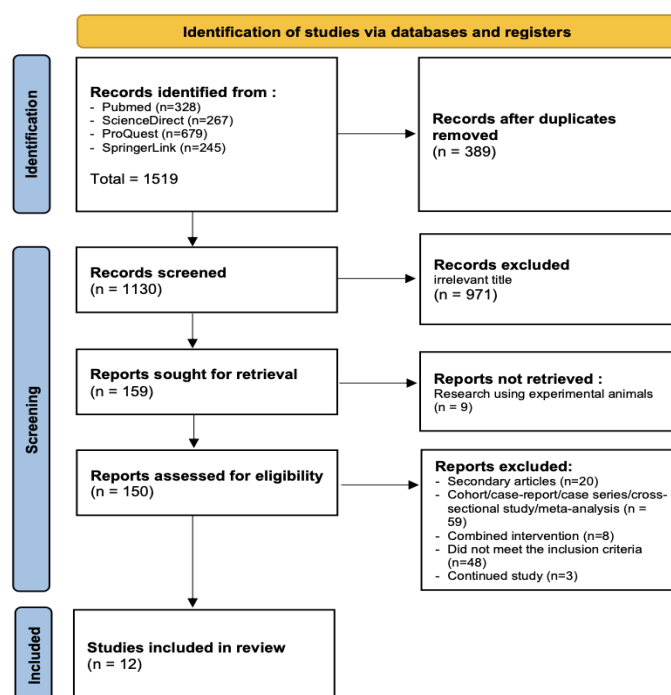 Identification of studies via databases and registers
Identification
Records identified from :
- Pubmed (n=328)
- ScienceDirect (n=267)
- ProQuest (n=679)
- SpringerLink (n=245)
Total = 1519
Records after duplicates
removed
(n = 389)
Screening
Records screened
(n = 1130)
Records excluded
irrelevant title
(n = 971)
Reports sought for retrieval
(n = 159)
Reports not retrieved :
Research using experimental animals
(n = 9)
Reports assessed for eligibility
(n = 150)
Reports excluded:
- Secondary articles (n=20)
- Cohort/case-report/case series/cross-
sectional study/meta-analysis (n =
59)
- Combined intervention (n=8)
- Did not meet the inclusion criteria
(n=48)
- Continued study (n=3)
Included
Studies included in review
(n = 12)